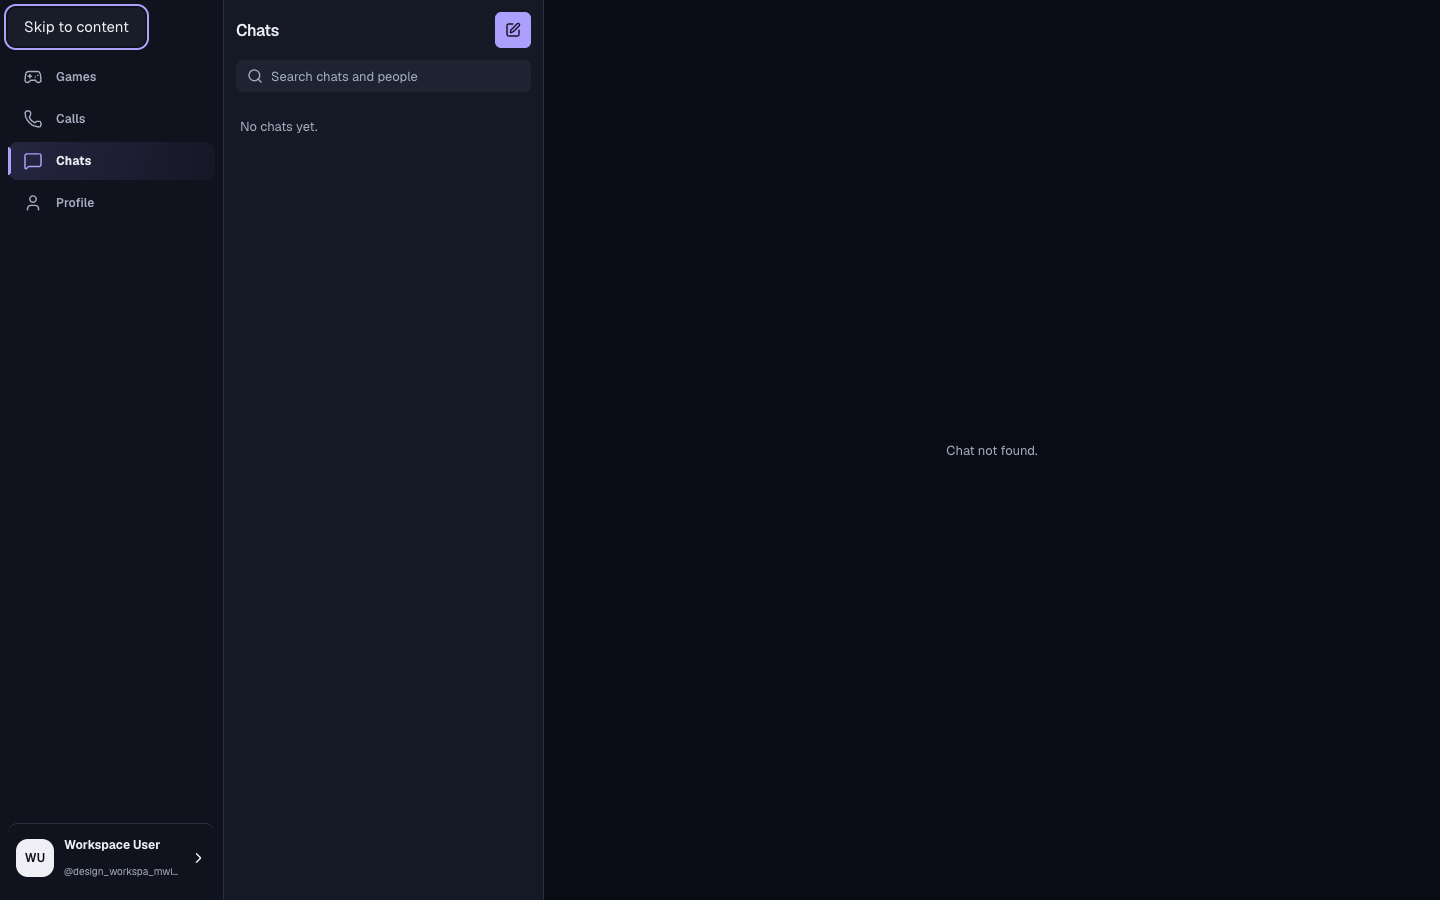 Skip to content
Games
Calls
Chats
Profile
WU
Workspace User
@design_workspa_mwi...
Chats
Search chats and people
No chats yet.
Chat not found.